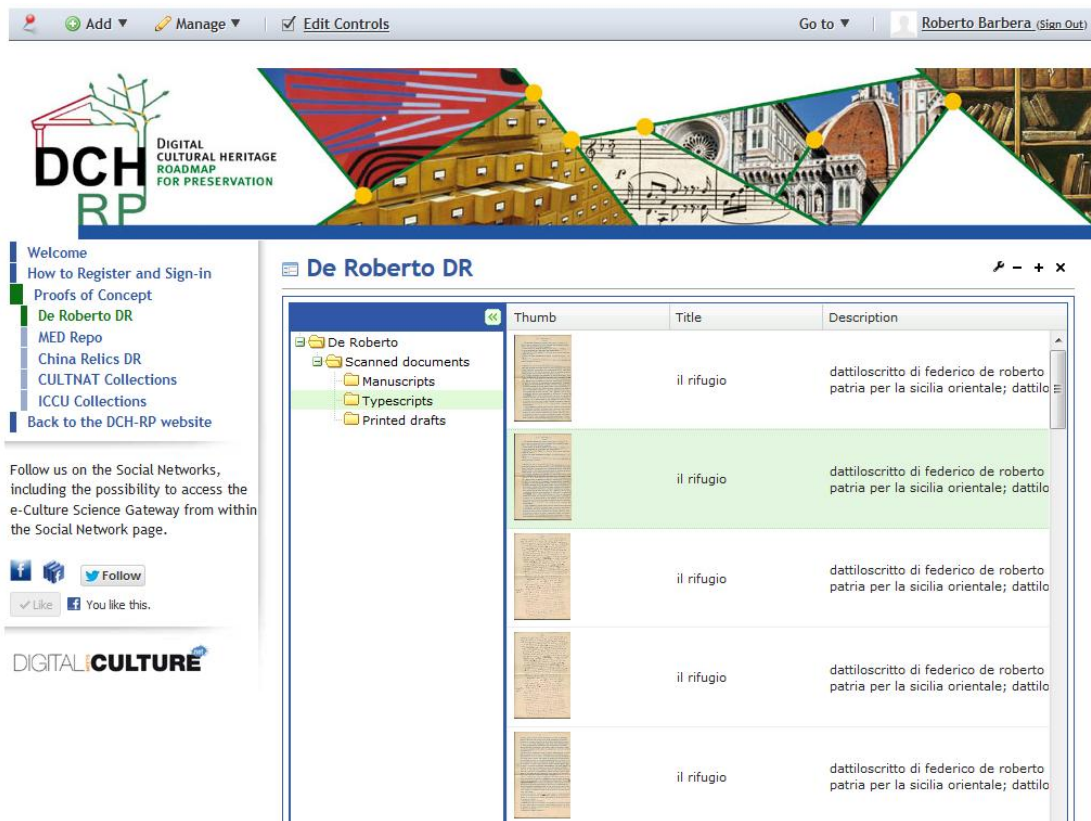 Add ▼ Manage ▼ Edit Controls Go to ▼ Roberto Barbera (Sign Out)
DCH
RP
DIGITAL
CULTURAL HERITAGE
ROADMAP
FOR PRESERVATION
Welcome
How to Register and Sign-in
Proofs of Concept
De Roberto DR
MED Repo
China Relics DR
CULTNAT Collections
ICCU Collections
Back to the DCH-RP website
Follow us on the Social Networks,
including the possibility to access the
e-Culture Science Gateway from within
the Social Network page.
Follow
Like You like this.
DIGITAL CULTURE
De Roberto DR
De Roberto
Scanned documents
Manuscripts
Typescripts
Printed drafts
Thumb Title Description
il rifugio
dattiloscritto di federico de roberto
patria per la sicilia orientale; dattilo
il rifugio
dattiloscritto di federico de roberto
patria per la sicilia orientale; dattilo
il rifugio
dattiloscritto di federico de roberto
patria per la sicilia orientale; dattilo
il rifugio
dattiloscritto di federico de roberto
patria per la sicilia orientale; dattilo
il rifugio
dattiloscritto di federico de roberto
patria per la sicilia orientale; dattilo